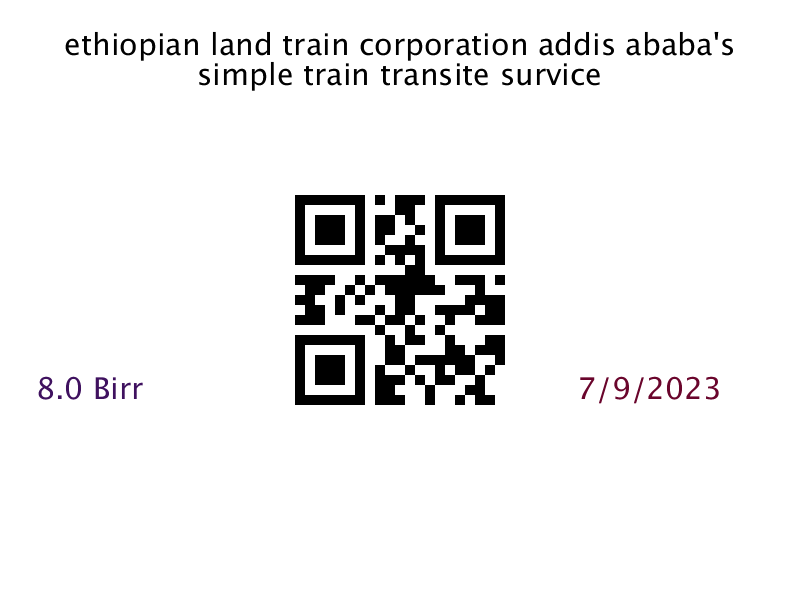 ethiopian land train corporation addis ababa's
simple train transite survice
8.0 Birr
7/9/2023